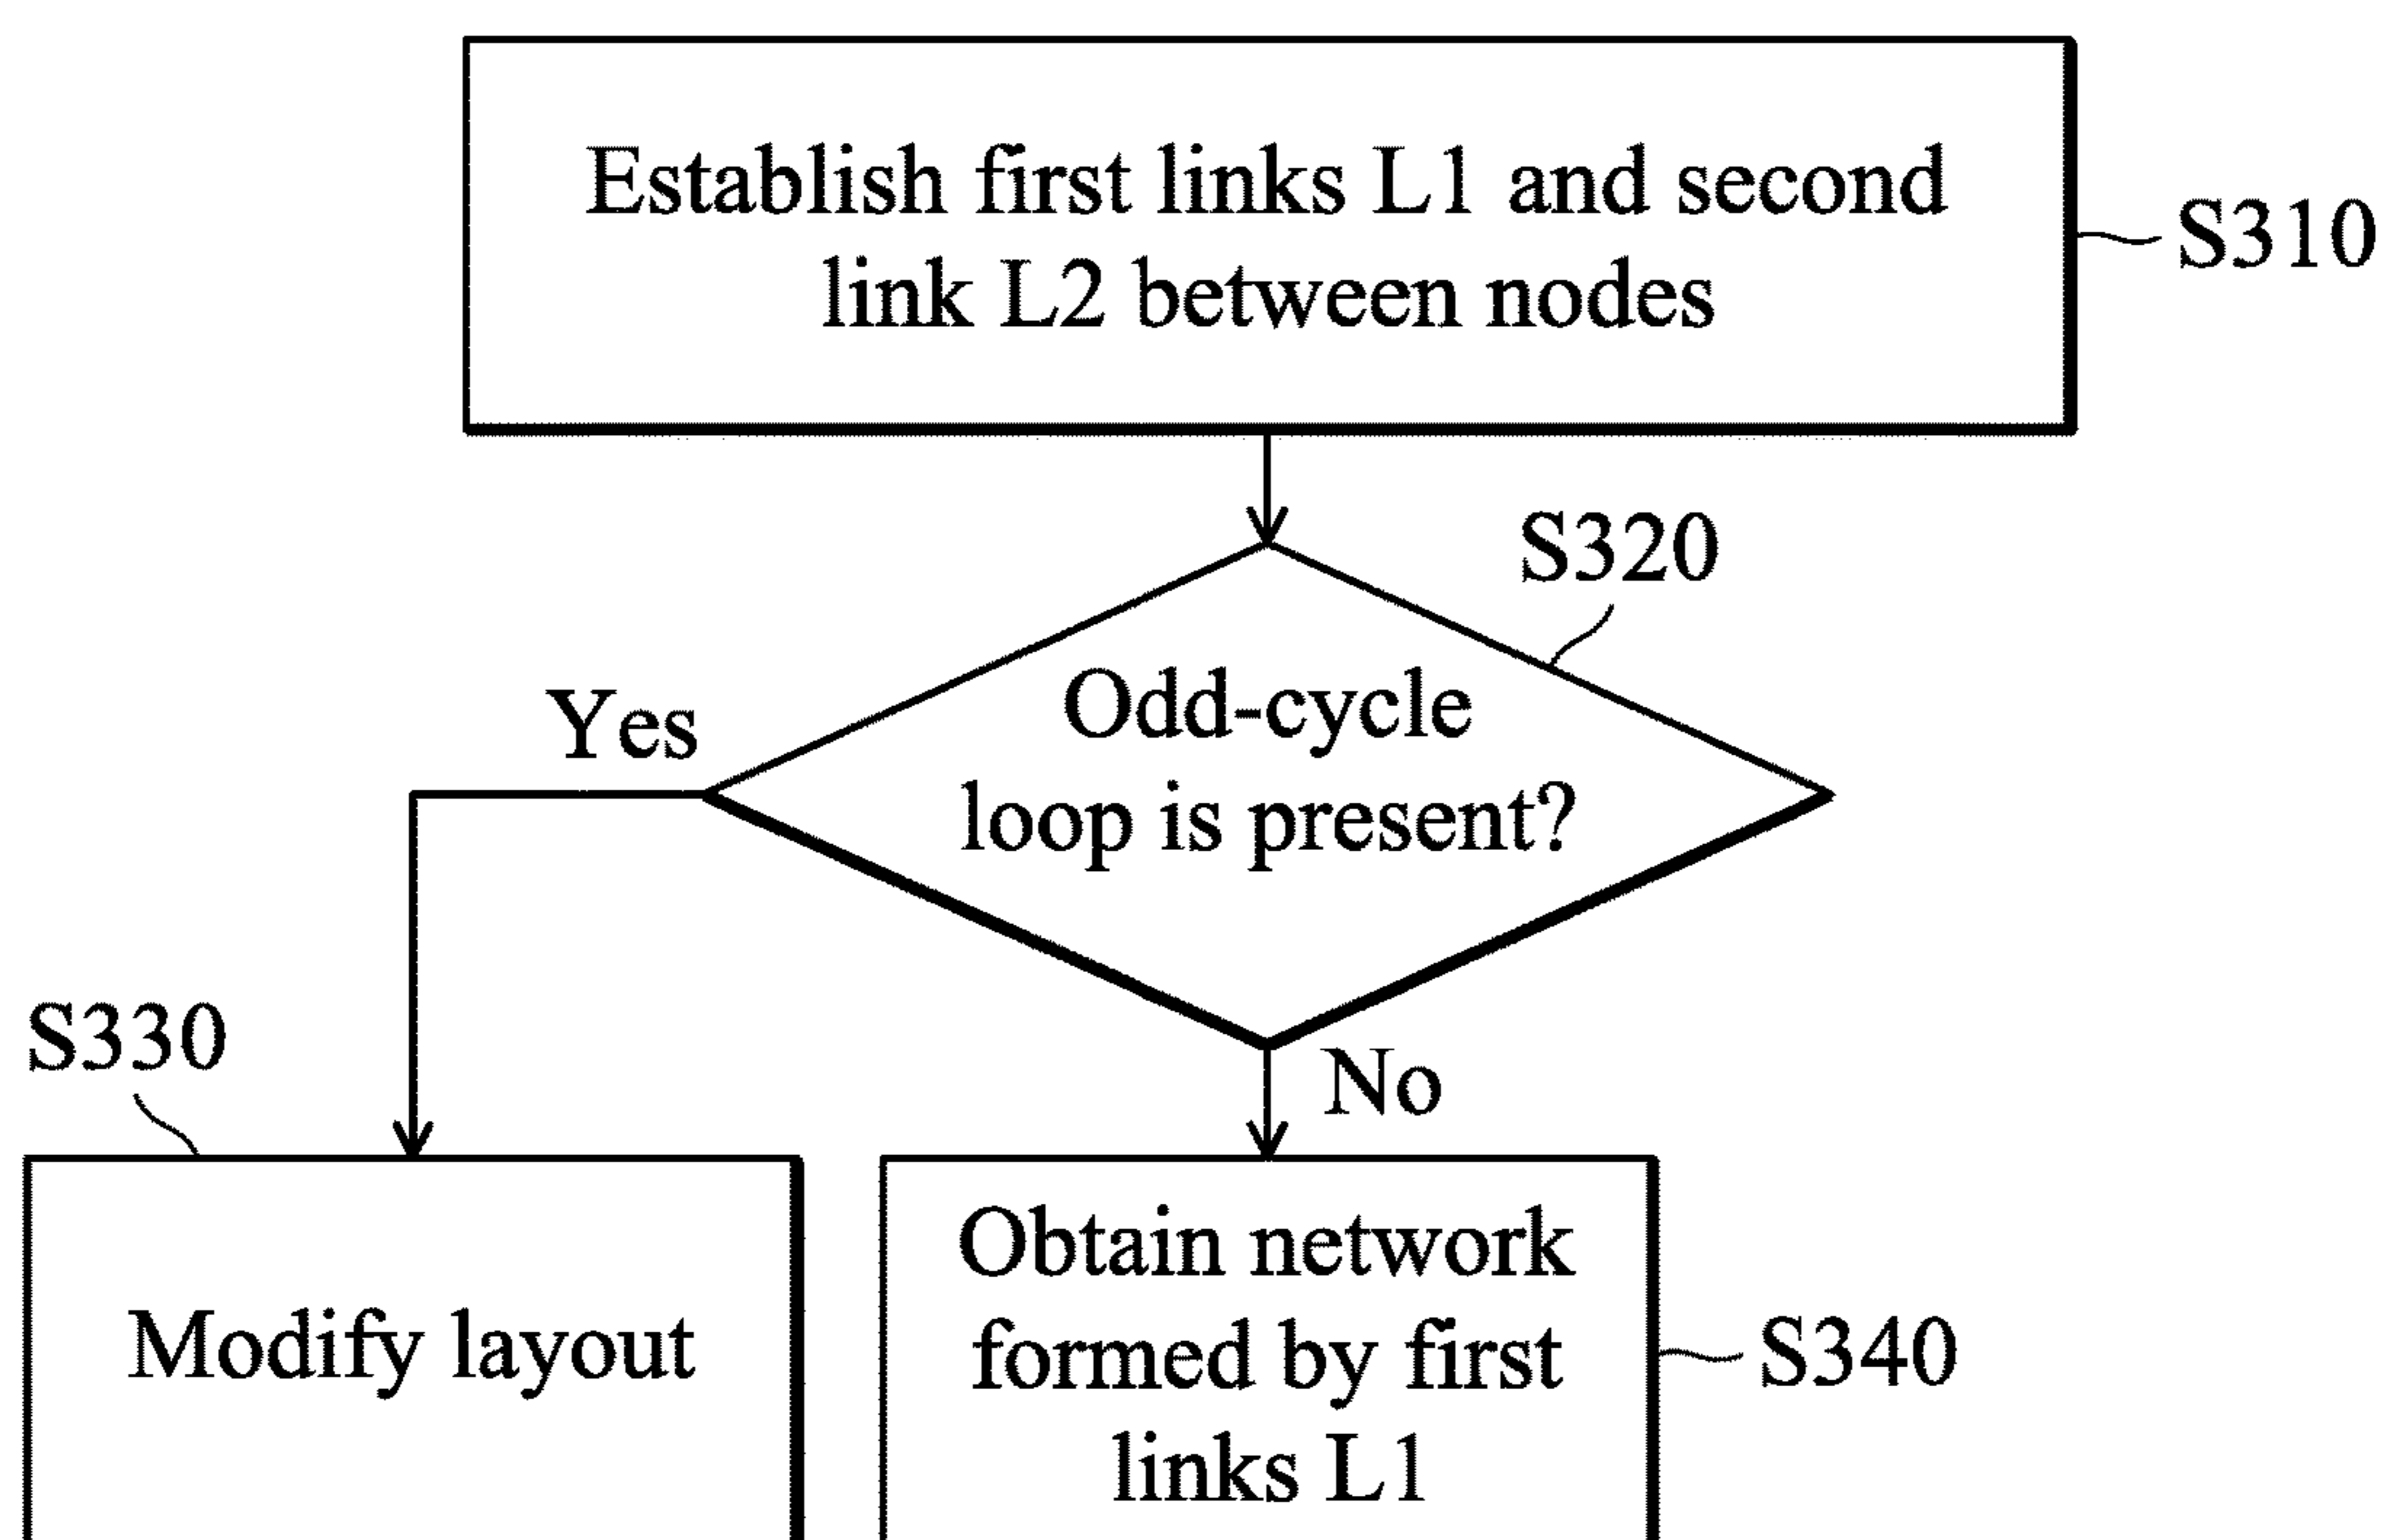 Establish first links L1 and second
link L2 between nodes
S310
S320
Odd-cycle
loop is present?
Yes
No
S330
Modify layout
Obtain network
formed by first
links L1
S340